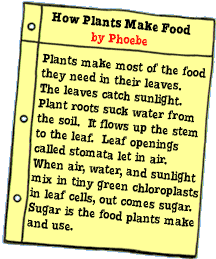 How Plants Make Food
by Phoebe
Plants make most of the food
they need in their leaves.
The leaves catch sunlight.
Plant roots suck water from
the soil. It flows up the stem
to the leaf. Leaf openings
called stomata let in air.
When air, water, and sunlight
mix in tiny green chloroplasts
in leaf cells, out comes sugar.
Sugar is the food plants make
and use.